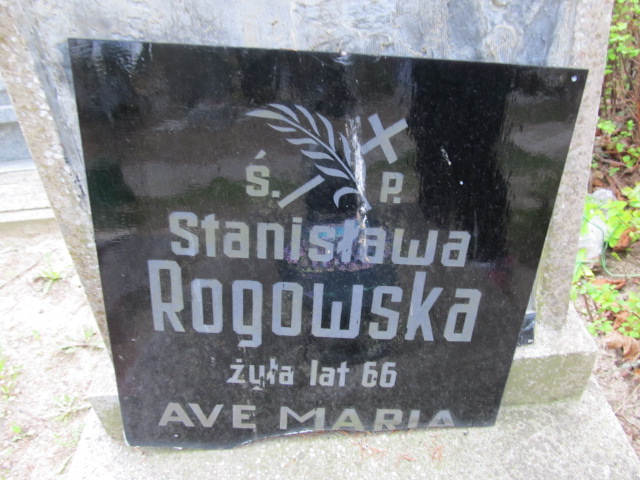 Ś. P.
Stanisława
Rogowska
żyła lat 66
AVE MARIA